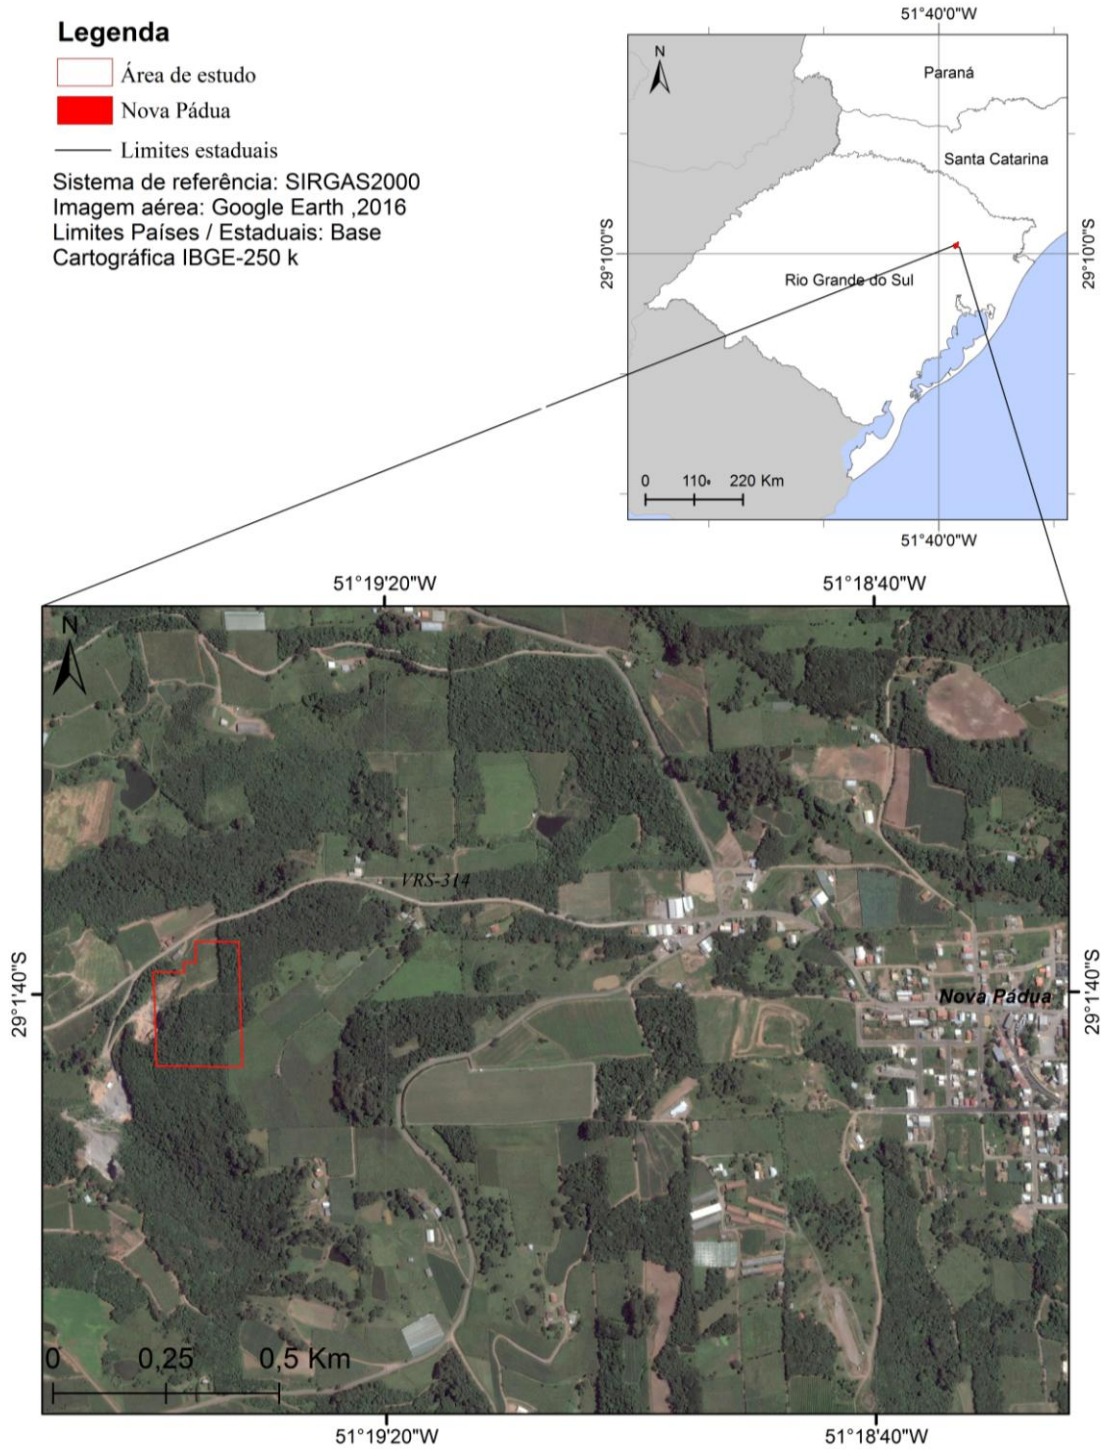 Legenda
Área de estudo
Nova Pádua
Limites estaduais
Sistema de referência: SIRGAS2000
Imagem aérea: Google Earth ,2016
Limites Países / Estaduais: Base
Cartográfica IBGE-250 k
51°40'0"W
N
Paraná
Santa Catarina
29°10'0"S
29°10'0"S
Rio Grande do Sul
0 110 220 Km
51°40'0"W
51°19'20"W
51°18'40"W
N
VRS-314
29°1'40"S
Nova Pádua
29°1'40"S
0 0,25 0,5 Km
51°19'20"W
51°18'40"W